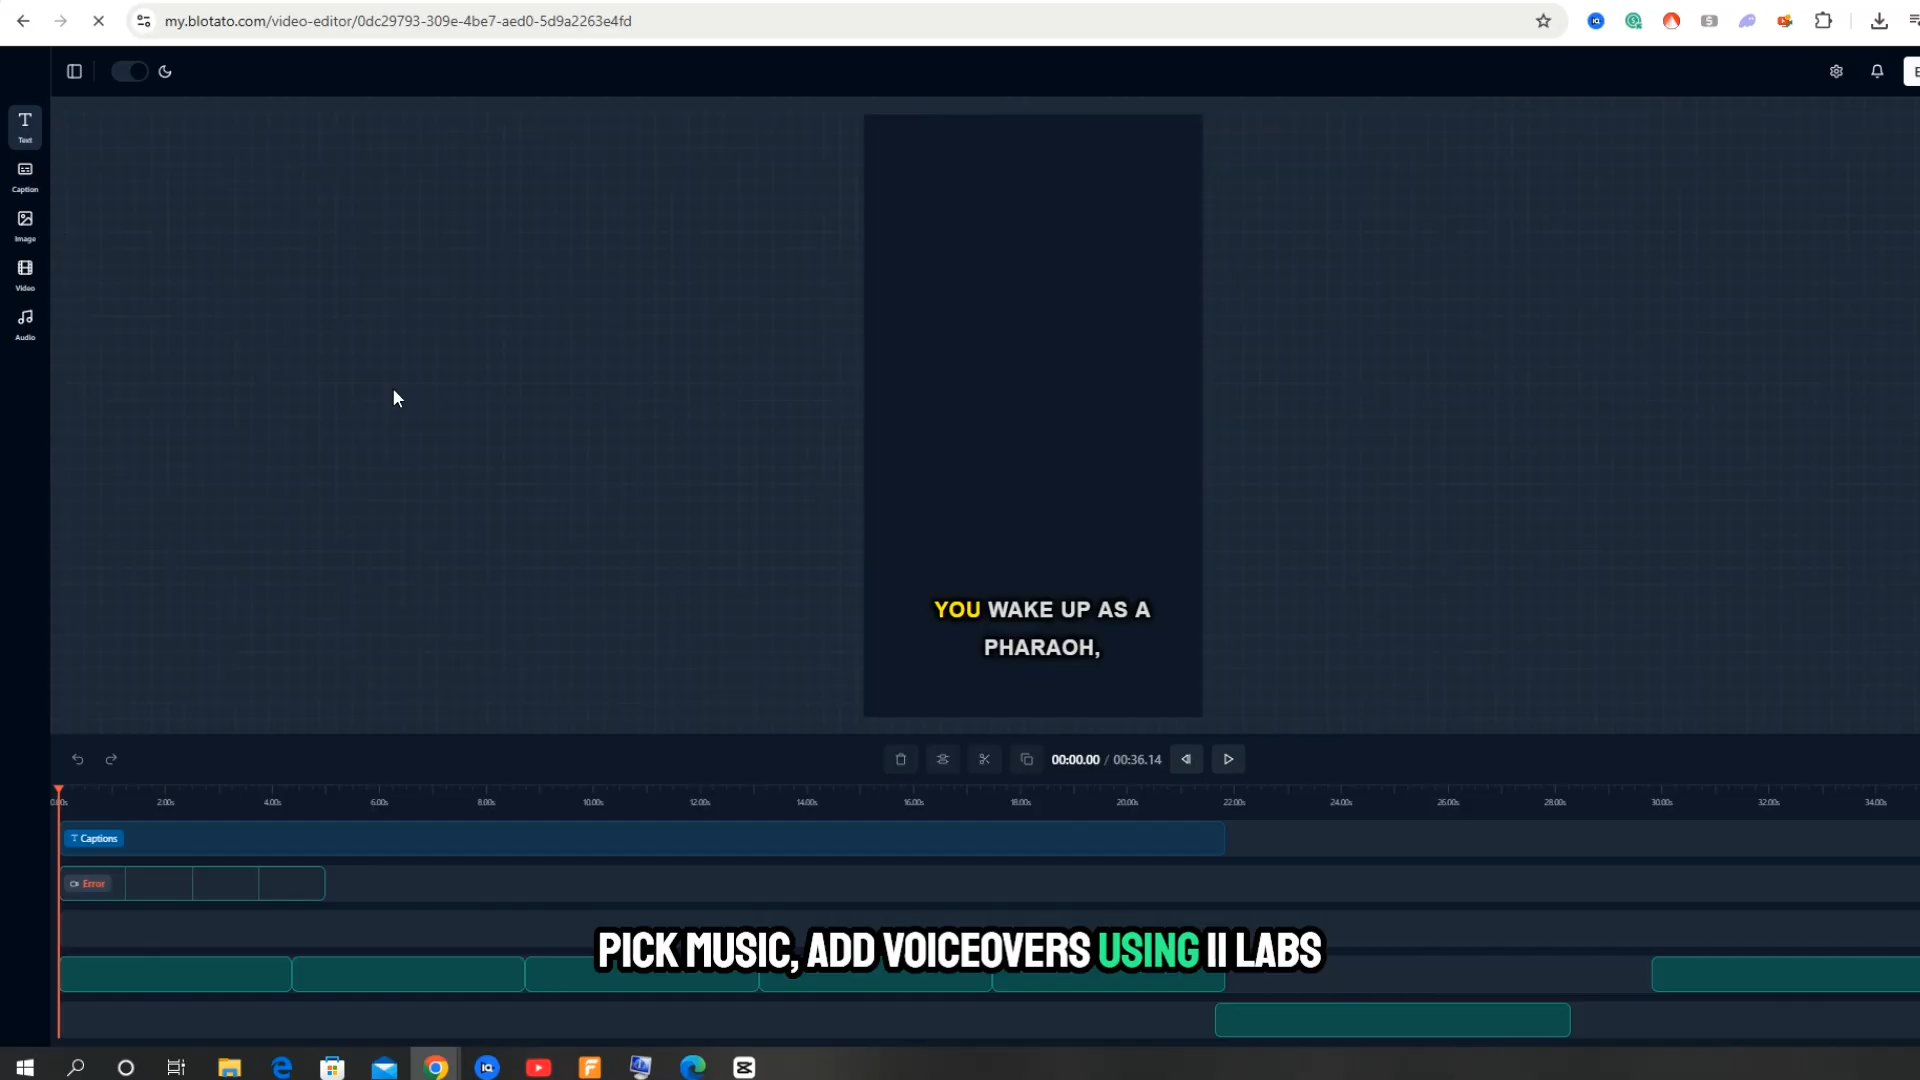 my.blotato.com/video-editor/0dc29793-309e-4be7-aed0-5d9a2263e4fd
Text
Caption
Image
Video
Audio
YOU WAKE UP AS A
PHARAOH,
00:00.00 / 00:36.14
0.00s 2.00s 4.00s 6.00s 8.00s 10.00s 12.00s 14.00s 16.00s 18.00s 20.00s 22.00s 24.00s 26.00s 28.00s 30.00s 32.00s 34.00s
T Captions
Error
PICK MUSIC, ADD VOICEOVERS USING 11 LABS